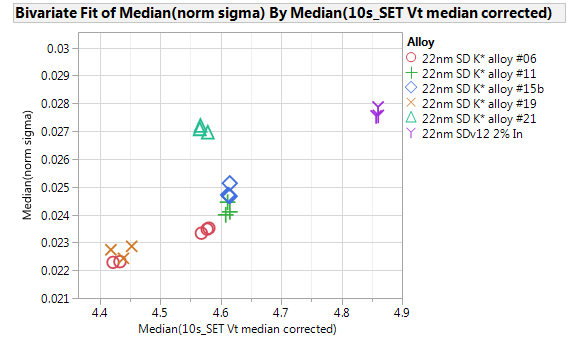 Bivariate Fit of Median(norm sigma) By Median(10s_SET Vt median corrected)
Alloy
22nm SD K* alloy #06
22nm SD K* alloy #11
22nm SD K* alloy #15b
22nm SD K* alloy #19
22nm SD K* alloy #21
22nm SDv12 2% In
Median(norm sigma)
0.03
0.029
0.028
0.027
0.026
0.025
0.024
0.023
0.022
0.021
4.4 4.5 4.6 4.7 4.8 4.9
Median(10s_SET Vt median corrected)